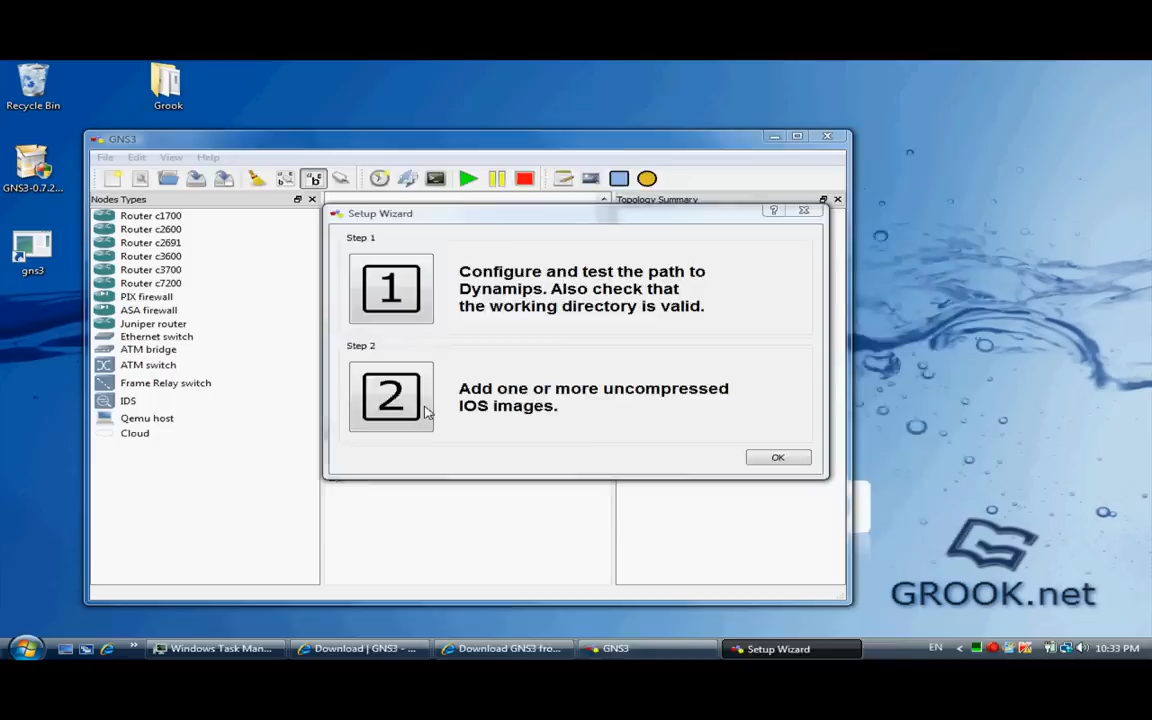 Recycle Bin
Grook
GNS3-0.7.2...
gns3
GNS3
File Edit View Help
Nodes Types
Topology Summary
Router c1700
Router c2600
Router c2691
Router c3600
Router c3700
Router c7200
PIX firewall
ASA firewall
Juniper router
Ethernet switch
ATM bridge
ATM switch
Frame Relay switch
IDS
Qemu host
Cloud
Setup Wizard
Step 1
1
Configure and test the path to
Dynamips. Also check that
the working directory is valid.
Step 2
2
Add one or more uncompressed
IOS images.
OK
GROOK.net
Windows Task Man...
Download | GNS3 - ...
Download GNS3 fro...
GNS3
Setup Wizard
EN
10:33 PM